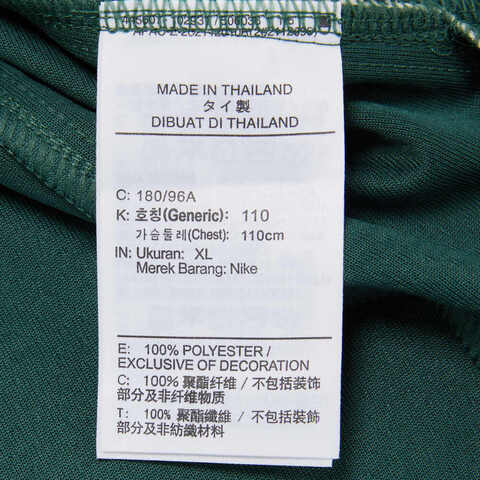 MADE IN THAILAND
タイ製
DIBUAT DI THAILAND
C: 180/96A
K: 호칭(Generic): 110
가슴둘레(Chest): 110cm
IN: Ukuran: XL
Merek Barang: Nike
E: 100% POLYESTER /
EXCLUSIVE OF DECORATION
C: 100% 聚酯纤维 / 不包括装饰
部分及非纤维物质
T: 100% 聚酯纖維 / 不包括裝飾
部分及非紡織材料